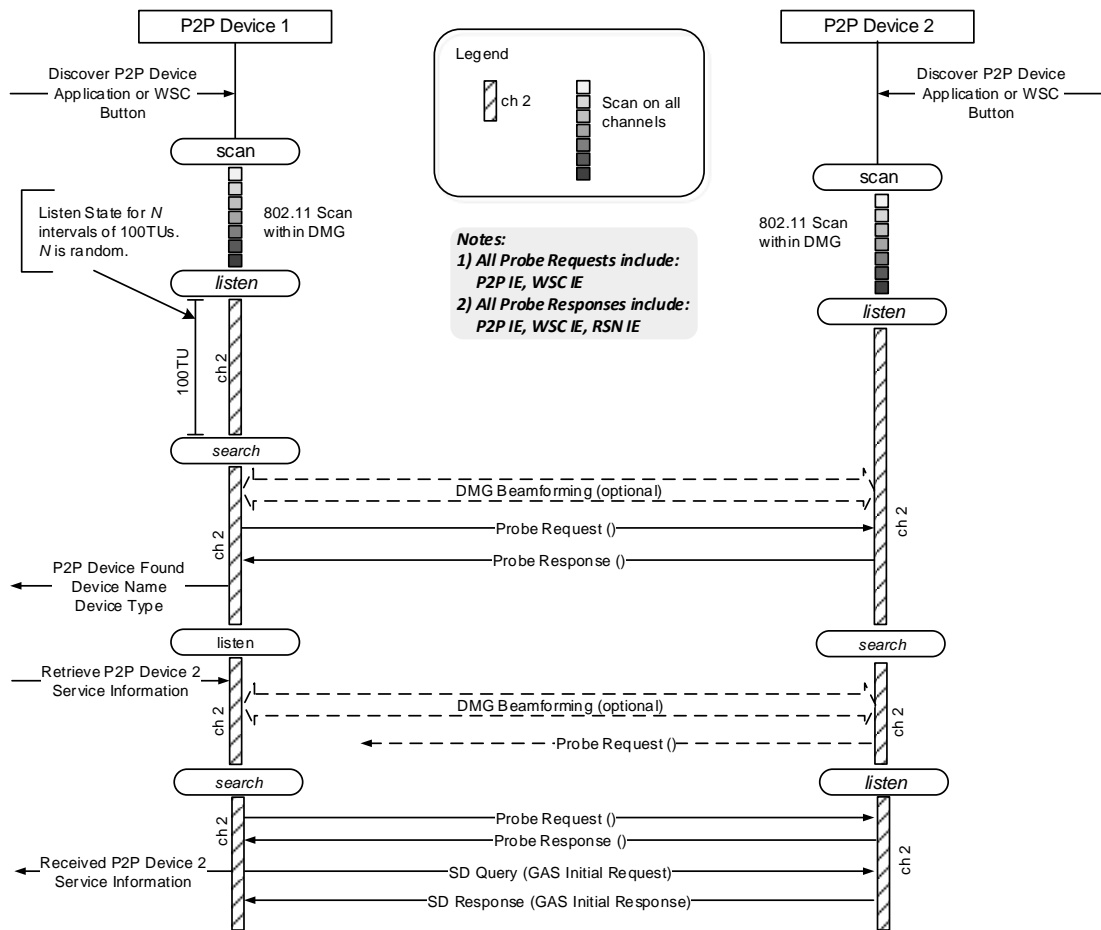 P2P Device 1
P2P Device 2
Legend
ch 2
Scan on all
channels
Discover P2P Device
Application or WSC
Button
Discover P2P Device
Application or WSC
Button
scan
scan
Listen State for N
intervals of 100TUs.
N is random.
802.11 Scan
within DMG
802.11 Scan
within DMG
Notes:
1) All Probe Requests include:
P2P IE, WSC IE
2) All Probe Responses include:
P2P IE, WSC IE, RSN IE
listen
listen
100TU
ch 2
search
DMG Beamforming (optional)
ch 2
ch 2
Probe Request ()
Probe Response ()
P2P Device Found
Device Name
Device Type
listen
search
Retrieve P2P Device 2
Service Information
DMG Beamforming (optional)
ch 2
ch 2
Probe Request ()
search
listen
ch 2
Probe Request ()
Probe Response ()
ch 2
Received P2P Device 2
Service Information
SD Query (GAS Initial Request)
SD Response (GAS Initial Response)